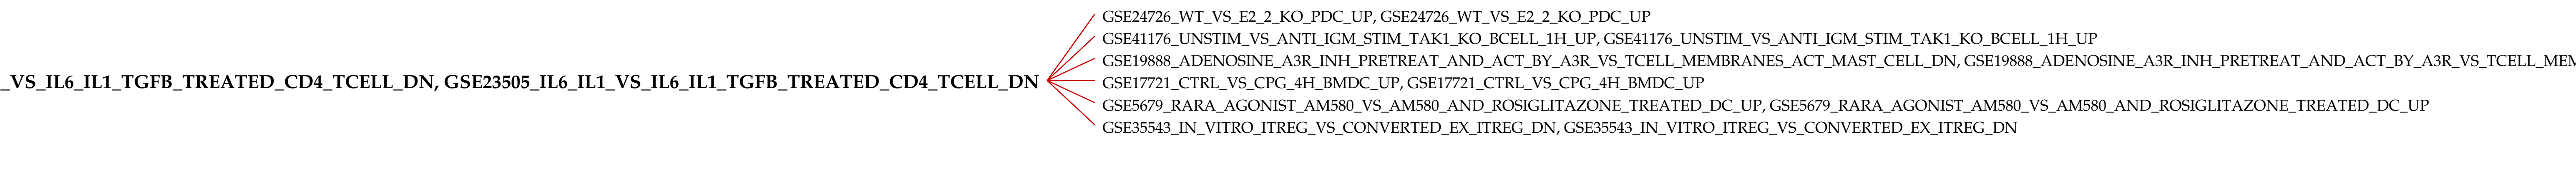 GSE24726_WT_VS_E2_2_KO_PDC_UP, GSE24726_WT_VS_E2_2_KO_PDC_UP
GSE41176_UNSTIM_VS_ANTI_IGM_STIM_TAK1_KO_BCELL_1H_UP, GSE41176_UNSTIM_VS_ANTI_IGM_STIM_TAK1_KO_BCELL_1H_UP
GSE19888_ADENOSINE_A3R_INH_PRETREAT_AND_ACT_BY_A3R_VS_TCELL_MEMBRANES_ACT_MAST_CELL_DN, GSE19888_ADENOSINE_A3R_INH_PRETREAT_AND_ACT_BY_A3R_VS_TCELL_MEM
_VS_IL6_IL1_TGFB_TREATED_CD4_TCELL_DN, GSE23505_IL6_IL1_VS_IL6_IL1_TGFB_TREATED_CD4_TCELL_DN
GSE17721_CTRL_VS_CPG_4H_BMDC_UP, GSE17721_CTRL_VS_CPG_4H_BMDC_UP
GSE5679_RARA_AGONIST_AM580_VS_AM580_AND_ROSIGLITAZONE_TREATED_DC_UP, GSE5679_RARA_AGONIST_AM580_VS_AM580_AND_ROSIGLITAZONE_TREATED_DC_UP
GSE35543_IN_VITRO_ITREG_VS_CONVERTED_EX_ITREG_DN, GSE35543_IN_VITRO_ITREG_VS_CONVERTED_EX_ITREG_DN